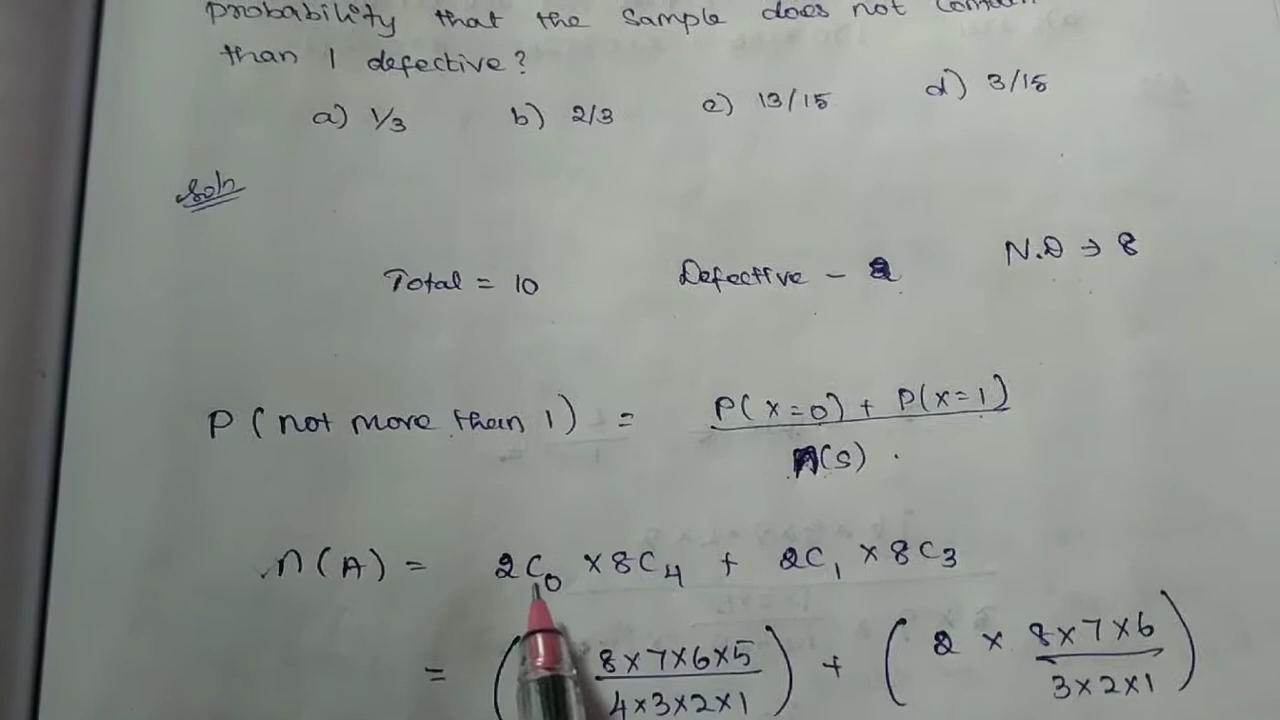 probability that the sample does not
than 1 defective?
a) 1/3 b) 2/3 c) 13/15 d) 3/15
Soln
Total = 10 Defective - 2 N.D → 8
P ( not more than 1 ) = P( x=0 ) + P( x=1 )
n(S) .
n(A) = 2C₀ × 8C₄ + 2C₁ × 8C₃
= ( 8×7×6×5 ) + ( 2 × 8×7×6 )
4×3×2×1 3×2×1